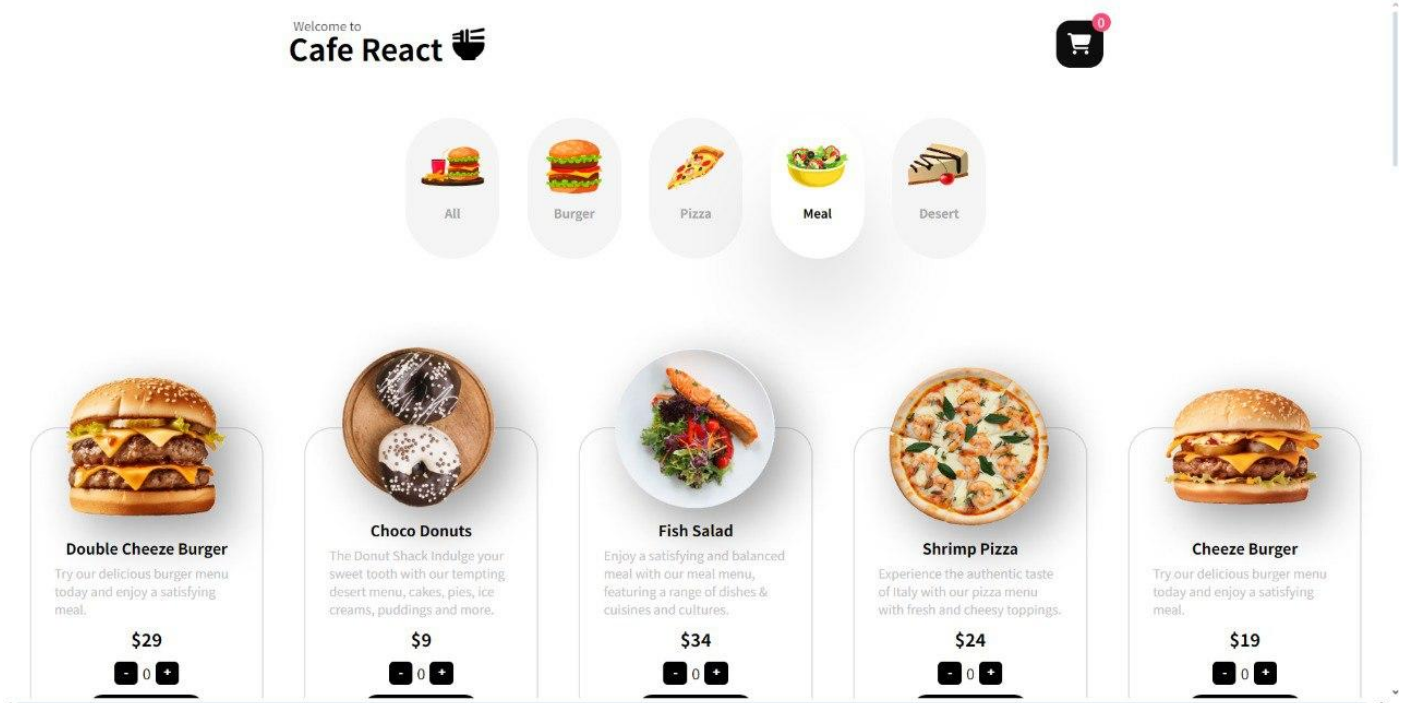 Welcome to
Cafe React
0
All
Burger
Pizza
Meal
Desert
Double Cheeze Burger
Try our delicious burger menu
today and enjoy a satisfying
meal.
$29
- 0 +
Choco Donuts
The Donut Shack Indulge your
sweet tooth with our tempting
desert menu, cakes, pies, ice
creams, puddings and more.
$9
- 0 +
Fish Salad
Enjoy a satisfying and balanced
meal with our meal menu,
featuring a range of dishes &
cuisines and cultures.
$34
- 0 +
Shrimp Pizza
Experience the authentic taste
of Italy with our pizza menu
with fresh and cheesy toppings.
$24
- 0 +
Cheeze Burger
Try our delicious burger menu
today and enjoy a satisfying
meal.
$19
- 0 +